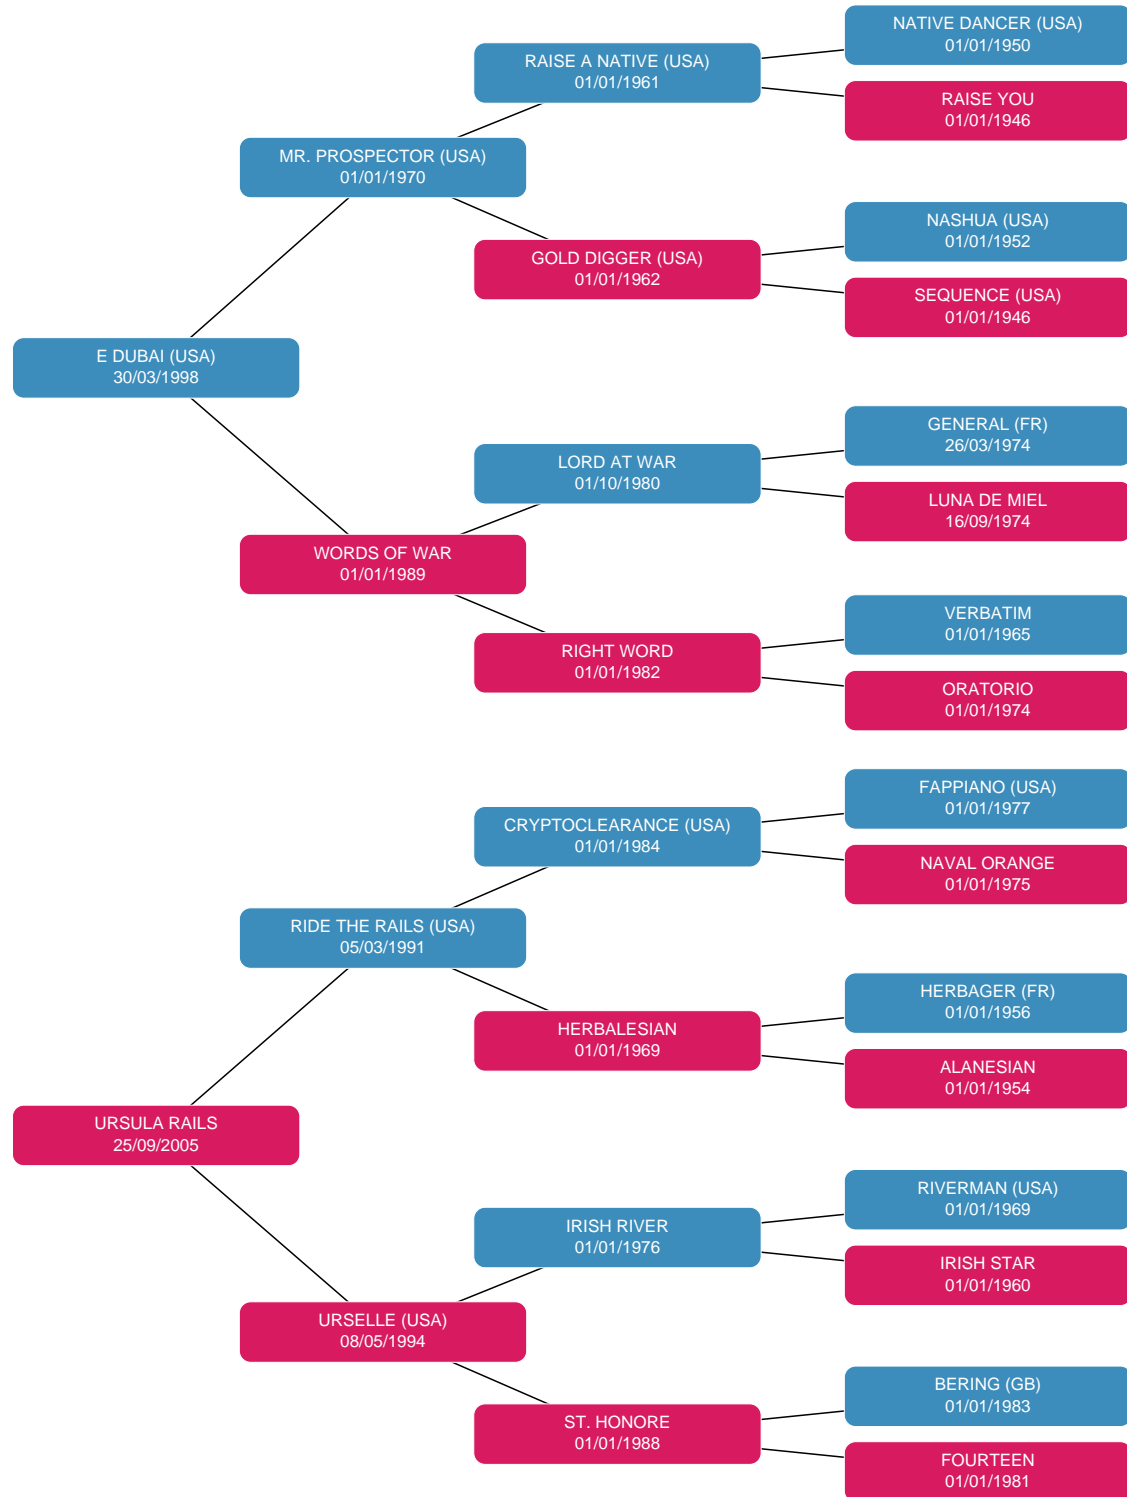 NATIVE DANCER (USA)
01/01/1950
RAISE A NATIVE (USA)
01/01/1961
RAISE YOU
01/01/1946
MR. PROSPECTOR (USA)
01/01/1970
NASHUA (USA)
01/01/1952
GOLD DIGGER (USA)
01/01/1962
SEQUENCE (USA)
01/01/1946
E DUBAI (USA)
30/03/1998
GENERAL (FR)
26/03/1974
LORD AT WAR
01/10/1980
LUNA DE MIEL
16/09/1974
WORDS OF WAR
01/01/1989
VERBATIM
01/01/1965
RIGHT WORD
01/01/1982
ORATORIO
01/01/1974
FAPPIANO (USA)
01/01/1977
CRYPTOCLEARANCE (USA)
01/01/1984
NAVAL ORANGE
01/01/1975
RIDE THE RAILS (USA)
05/03/1991
HERBAGER (FR)
01/01/1956
HERBALESIAN
01/01/1969
ALANESIAN
01/01/1954
URSULA RAILS
25/09/2005
RIVERMAN (USA)
01/01/1969
IRISH RIVER
01/01/1976
IRISH STAR
01/01/1960
URSELLE (USA)
08/05/1994
BERING (GB)
01/01/1983
ST. HONORE
01/01/1988
FOURTEEN
01/01/1981